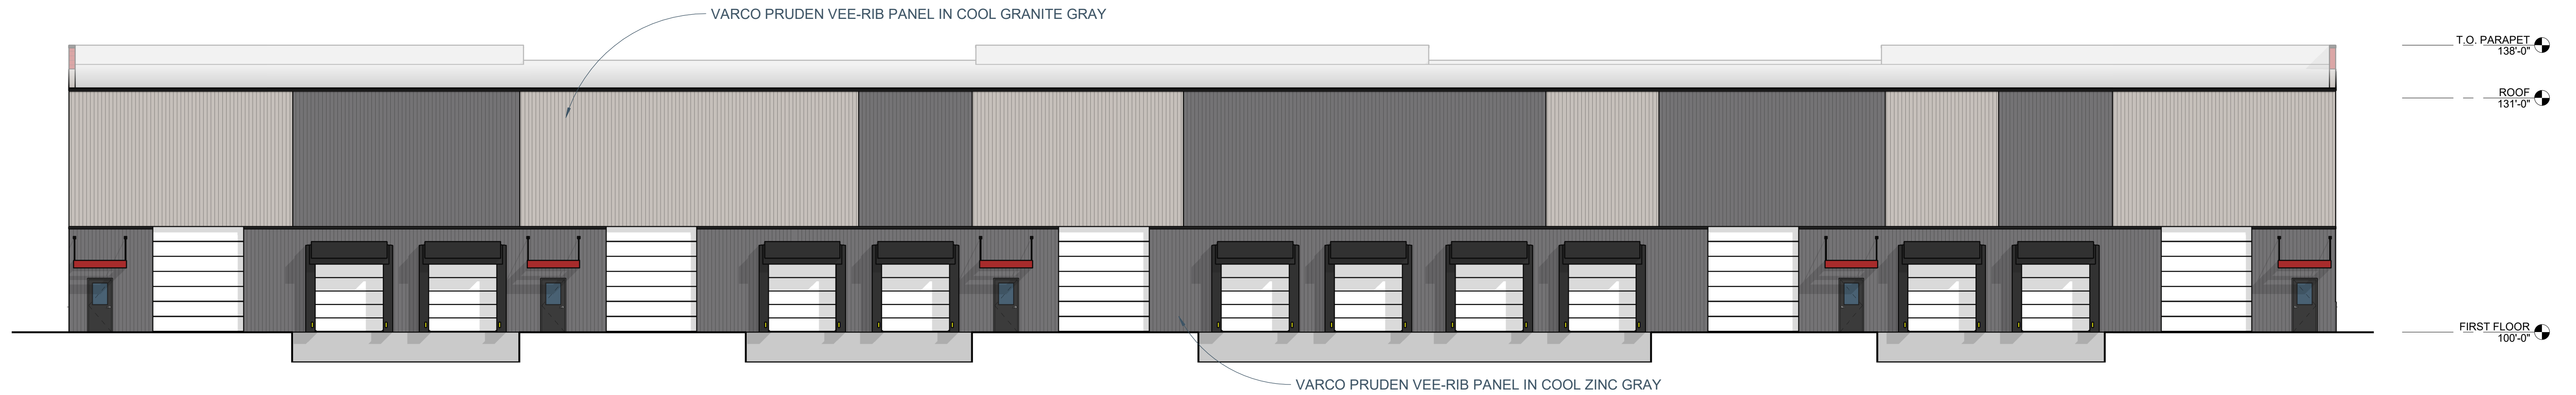 VARCO PRUDEN VEE-RIB PANEL IN COOL GRANITE GRAY
T.O. PARAPET
138'-0"
ROOF
131'-0"
FIRST FLOOR
100'-0"
VARCO PRUDEN VEE-RIB PANEL IN COOL ZINC GRAY